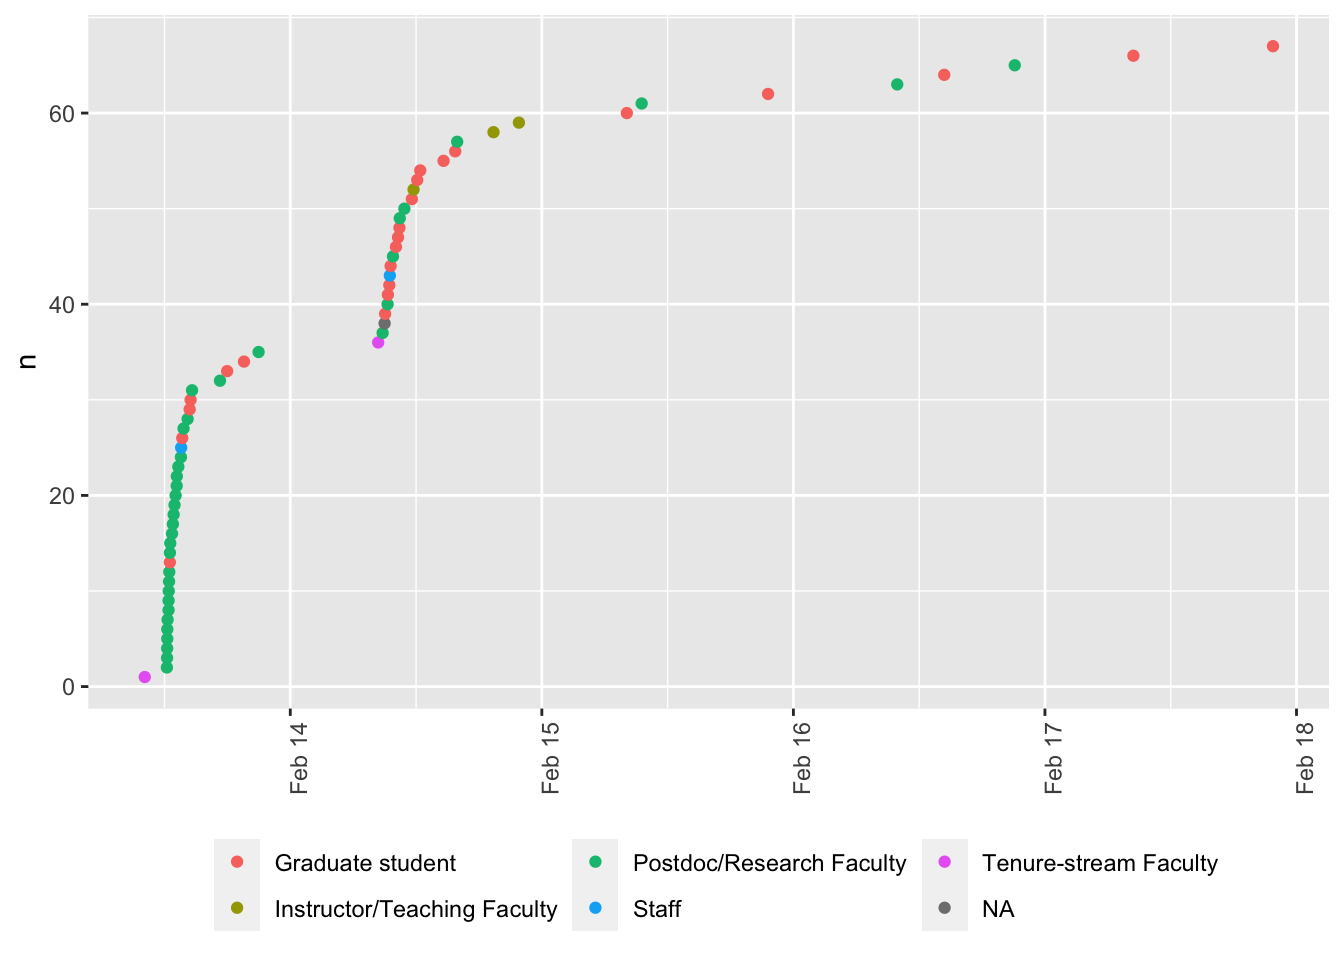 60
40
n
20
0
Feb 14
Feb 15
Feb 16
Feb 17
Feb 18
Graduate student
Postdoc/Research Faculty
Tenure-stream Faculty
Instructor/Teaching Faculty
Staff
NA